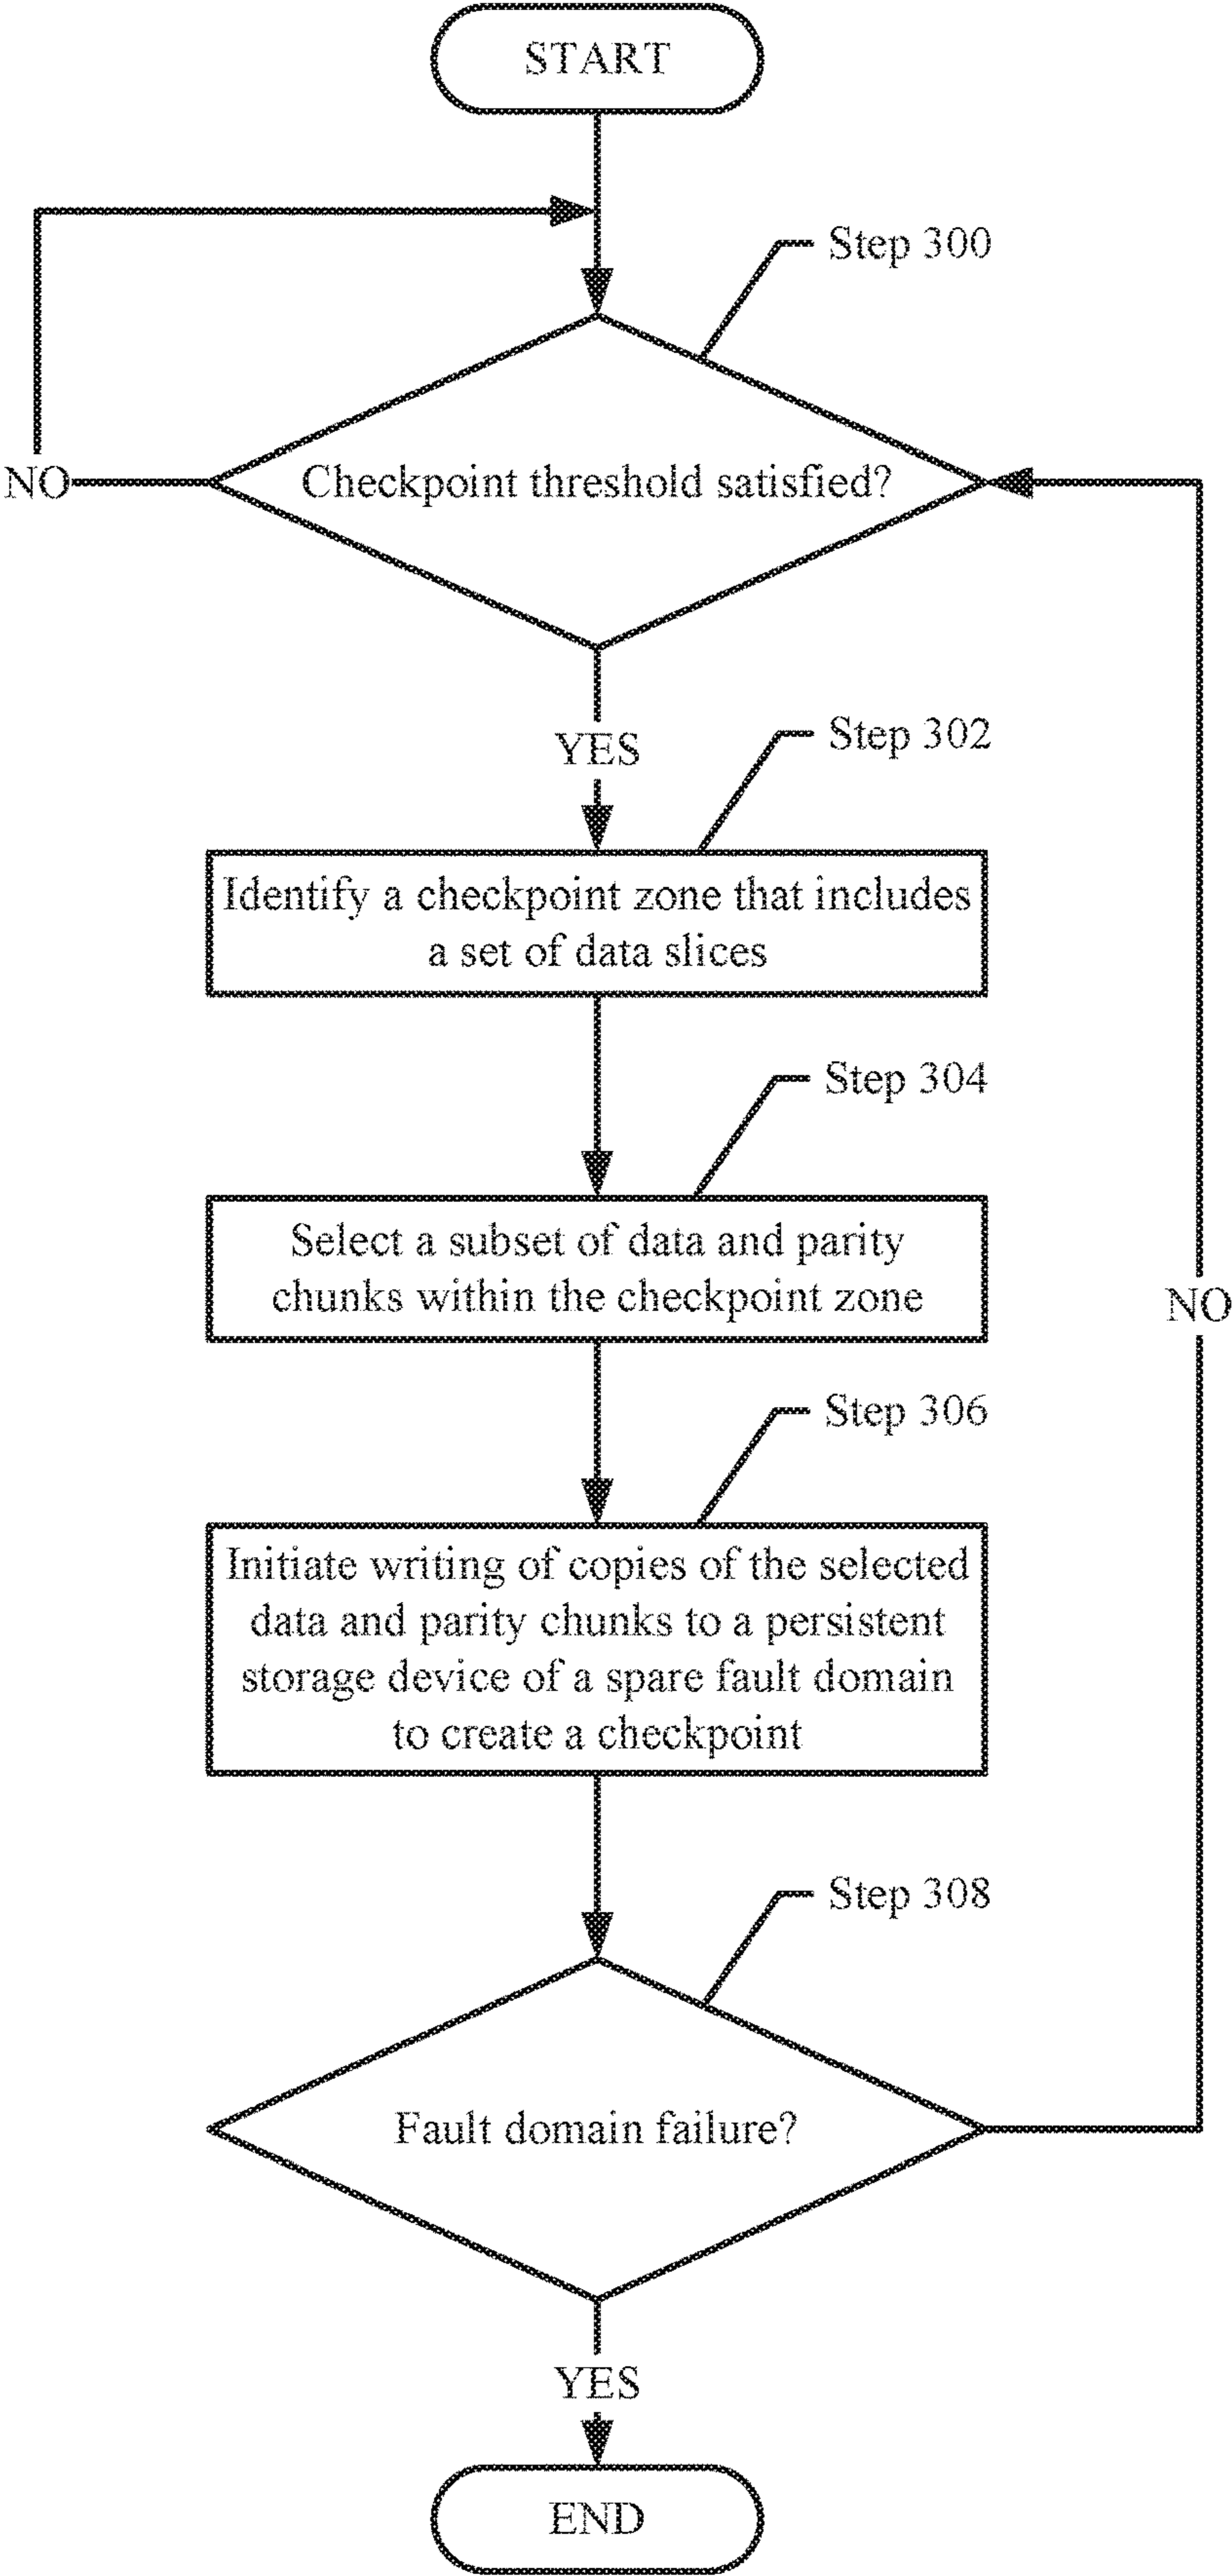 START
Step 300
NO
Checkpoint threshold satisfied?
YES
Step 302
Identify a checkpoint zone that includes
a set of data slices
Step 304
Select a subset of data and parity
chunks within the checkpoint zone
NO
Step 306
Initiate writing of copies of the selected
data and parity chunks to a persistent
storage device of a spare fault domain
to create a checkpoint
Step 308
Fault domain failure?
YES
END